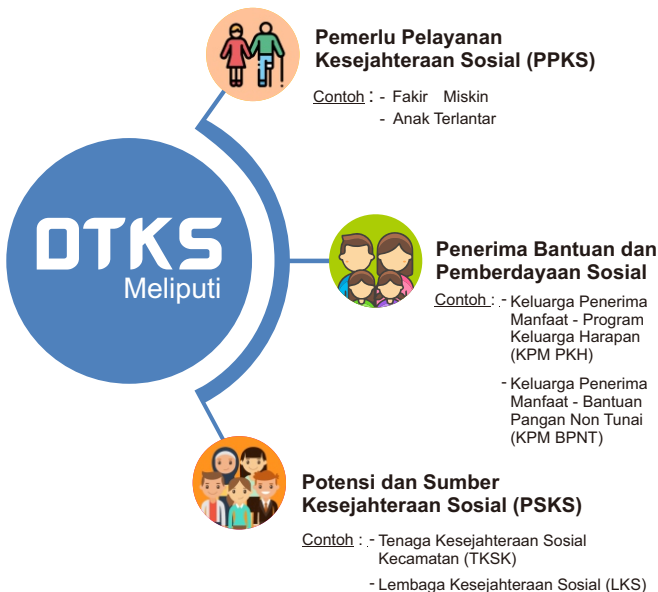 Pemerlu Pelayanan
Kesejahteraan Sosial (PPKS)
Contoh : - Fakir Miskin
- Anak Terlantar
DTKS
Meliputi
Penerima Bantuan dan
Pemberdayaan Sosial
Contoh : - Keluarga Penerima
Manfaat - Program
Keluarga Harapan
(KPM PKH)
- Keluarga Penerima
Manfaat - Bantuan
Pangan Non Tunai
(KPM BPNT)
Potensi dan Sumber
Kesejahteraan Sosial (PSKS)
Contoh : - Tenaga Kesejahteraan Sosial
Kecamatan (TKSK)
- Lembaga Kesejahteraan Sosial (LKS)